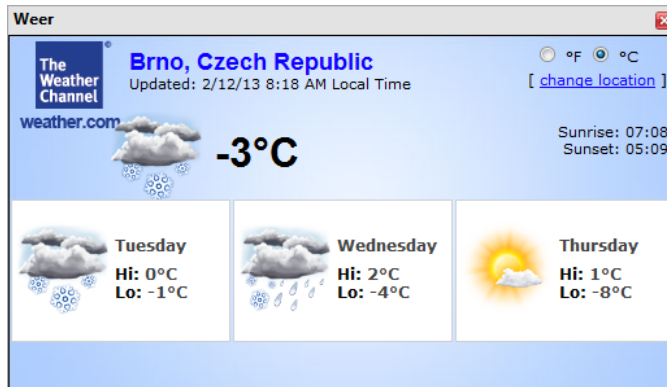 Weer
The
Weather
Channel
weather.com
Brno, Czech Republic
Updated: 2/12/13 8:18 AM Local Time
°F °C
[ change location ]
-3°C
Sunrise: 07:08
Sunset: 05:09
Tuesday
Hi: 0°C
Lo: -1°C
Wednesday
Hi: 2°C
Lo: -4°C
Thursday
Hi: 1°C
Lo: -8°C